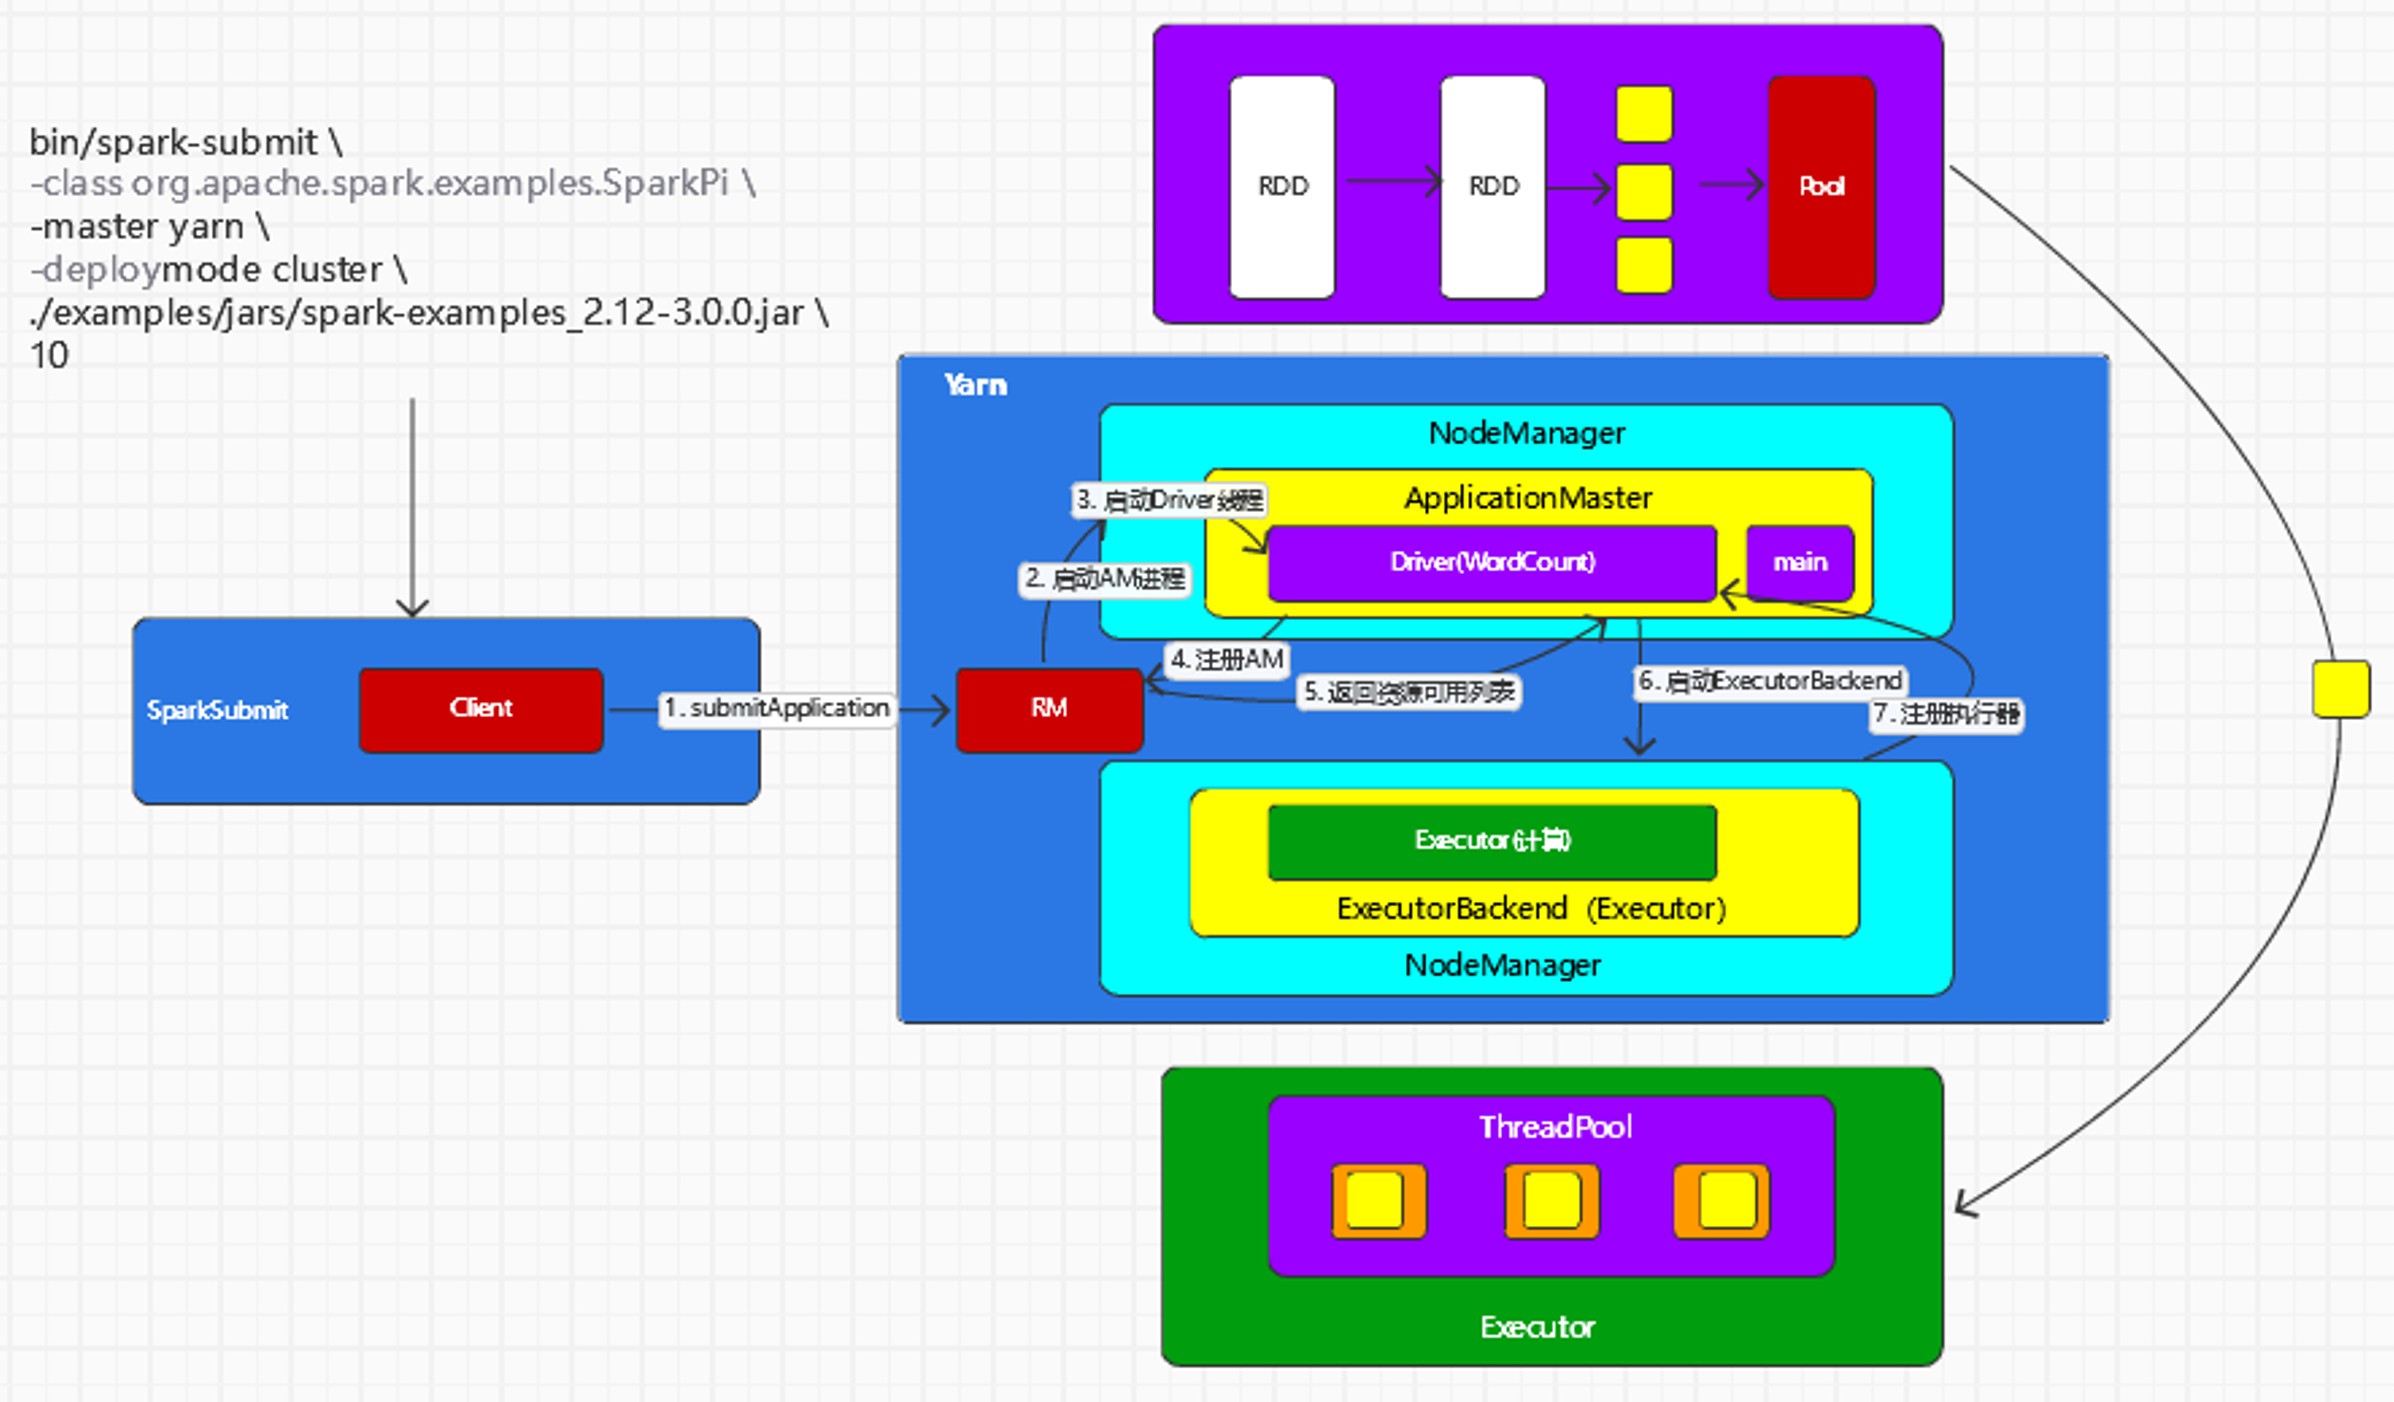 bin/spark-submit \
-class org.apache.spark.examples.SparkPi \
-master yarn \
-deploymode cluster \
./examples/jars/spark-examples_2.12-3.0.0.jar \
10
RDD
RDD
Pool
Yarn
NodeManager
ApplicationMaster
3. 启动Driver线程
Driver(WordCount)
main
2. 启动AM进程
4. 注册AM
5. 返回资源可用列表
6. 启动ExecutorBackend
7. 注册执行器
SparkSubmit
Client
1. submitApplication
RM
Executor(计算)
ExecutorBackend（Executor）
NodeManager
ThreadPool
Executor